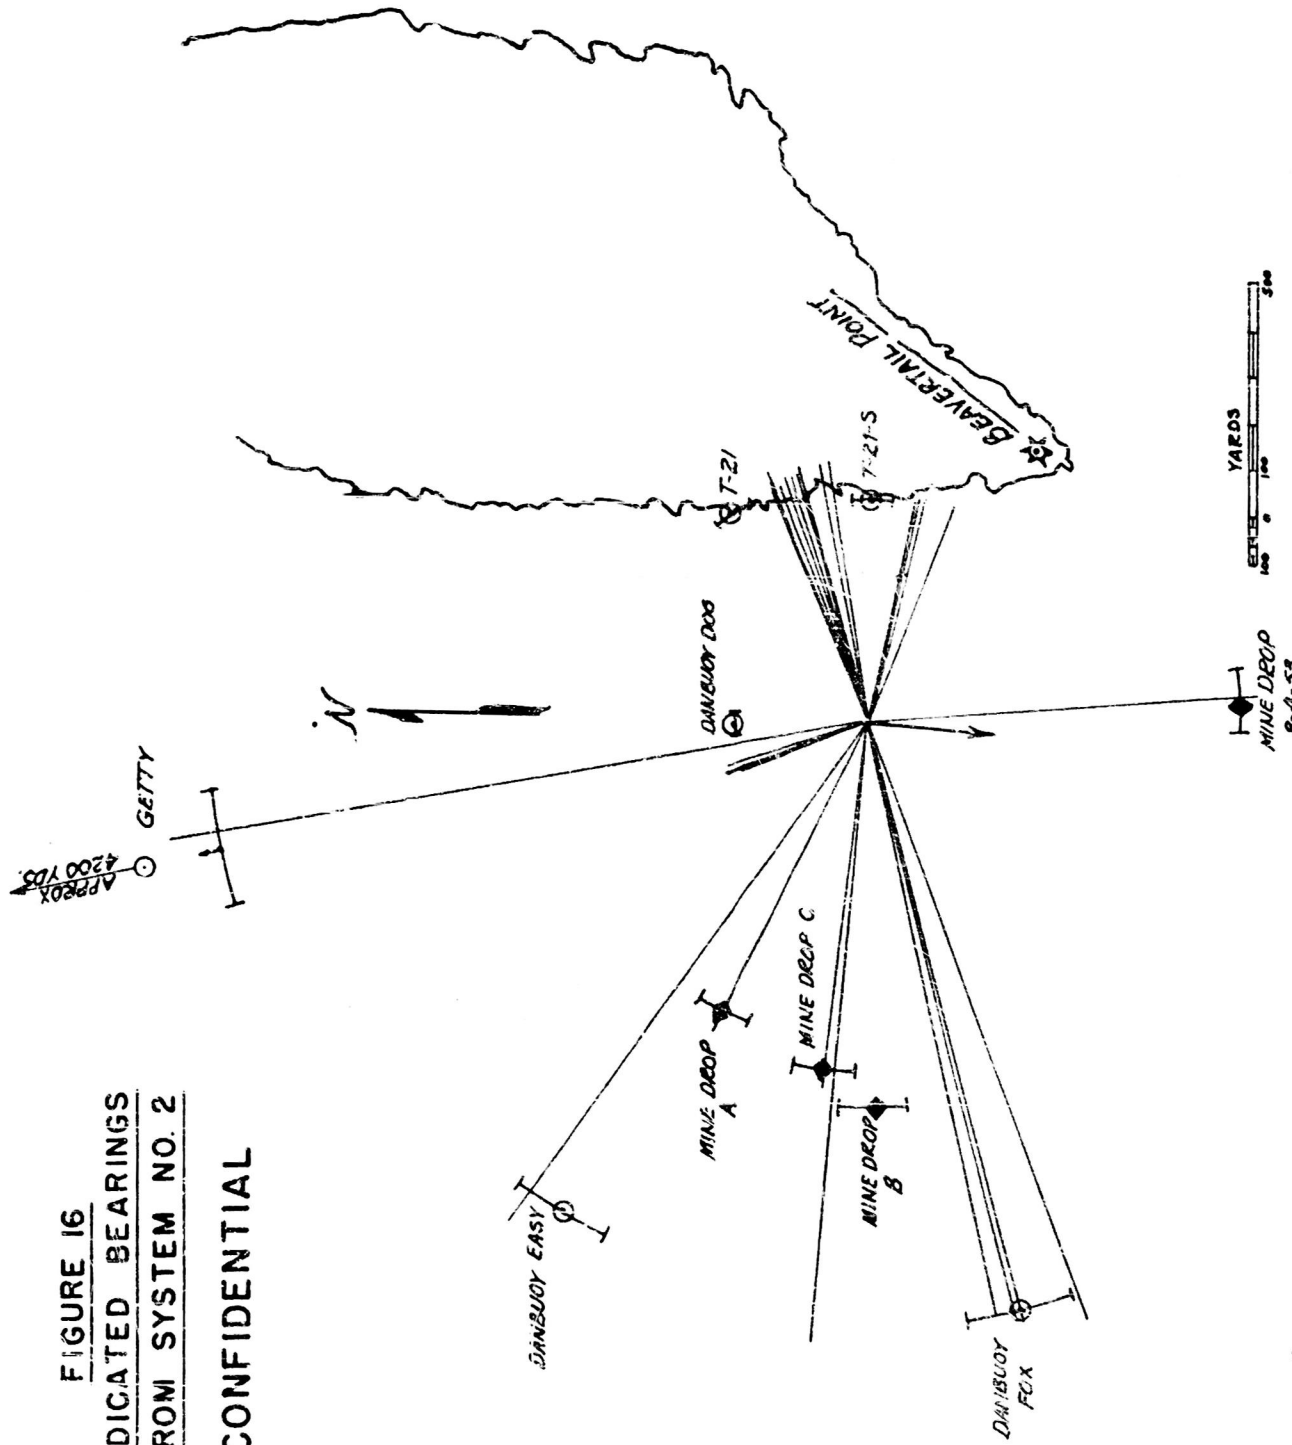 FIGURE 16
DICATED BEARINGS
ROM SYSTEM NO. 2
CONFIDENTIAL
APPROX
4200 YDS.
GETTY
N
DANBUOY DOG
T-21
T-21-S
BEAVERTAIL POINT
MINE DROP
A
MINE DROP C
MINE DROP
B
DANBUOY EASY
DANBUOY
FOX
MINE DROP
YARDS
100 0 100 500